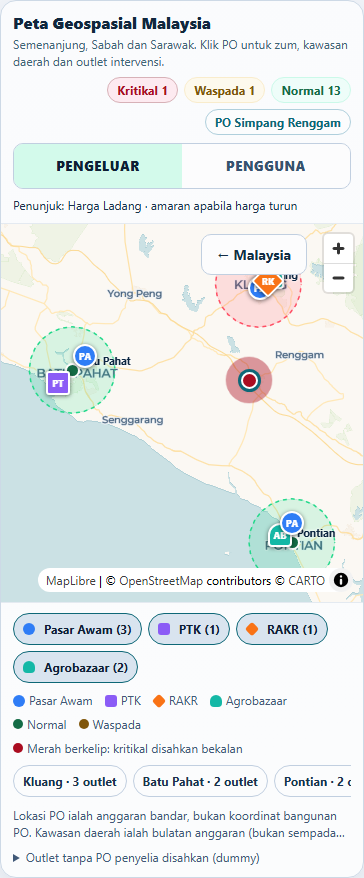 Peta Geospasial Malaysia
Semenanjung, Sabah dan Sarawak. Klik PO untuk zum, kawasan
daerah dan outlet intervensi.
Kritikal 1
Waspada 1
Normal 13
PO Simpang Renggam
PENGELUAR
PENGGUNA
Penunjuk: Harga Ladang · amaran apabila harga turun
← Malaysia
+
−
RK
Yong Peng
Renggam
PA
Pahat
PT
Senggarang
PA
AB
Pontian
MapLibre | © OpenStreetMap contributors © CARTO
Pasar Awam (3)
PTK (1)
RAKR (1)
Agrobazaar (2)
Pasar Awam
PTK
RAKR
Agrobazaar
Normal
Waspada
Merah berkelip: kritikal disahkan bekalan
Kluang · 3 outlet
Batu Pahat · 2 outlet
Pontian · 2
Lokasi PO ialah anggaran bandar, bukan koordinat bangunan
PO. Kawasan daerah ialah bulatan anggaran (bukan sempada...
Outlet tanpa PO penyelia disahkan (dummy)